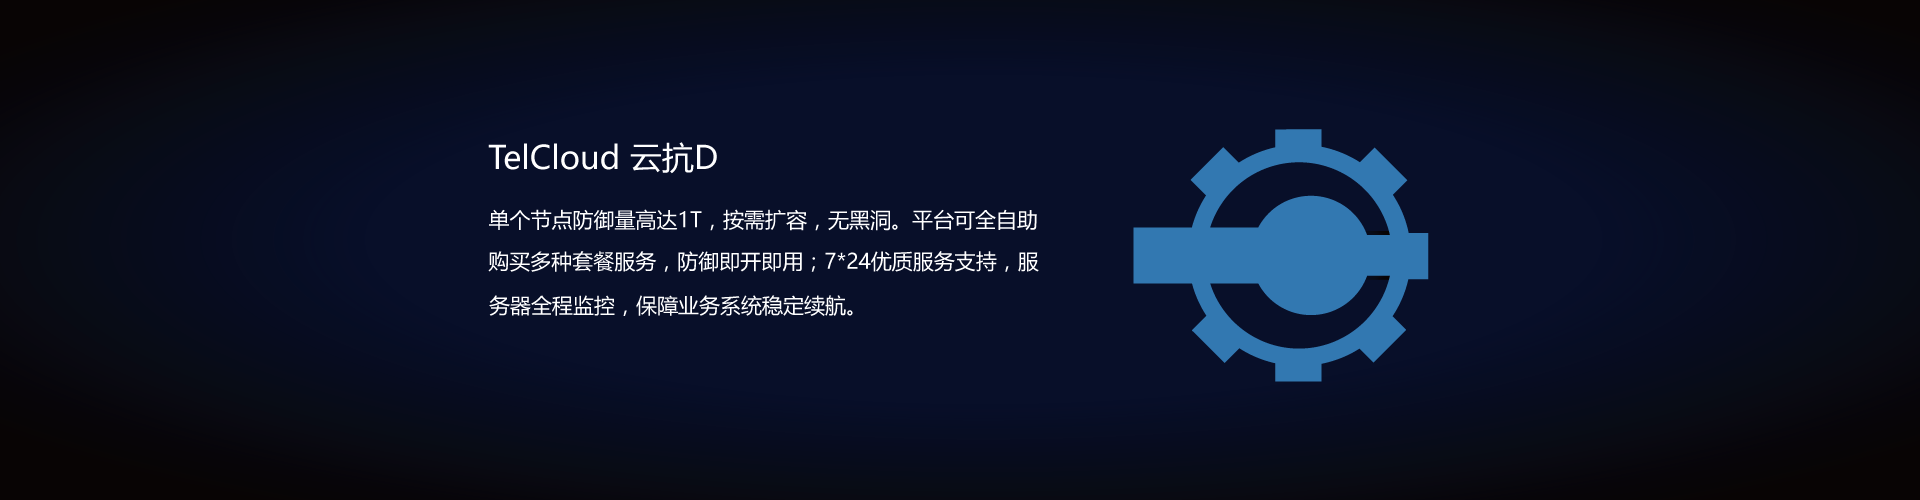 TelCloud 云抗D
单个节点防御量高达1T，按需扩容，无黑洞。平台可全自助
购买多种套餐服务，防御即开即用；7*24优质服务支持，服
务器全程监控，保障业务系统稳定续航。